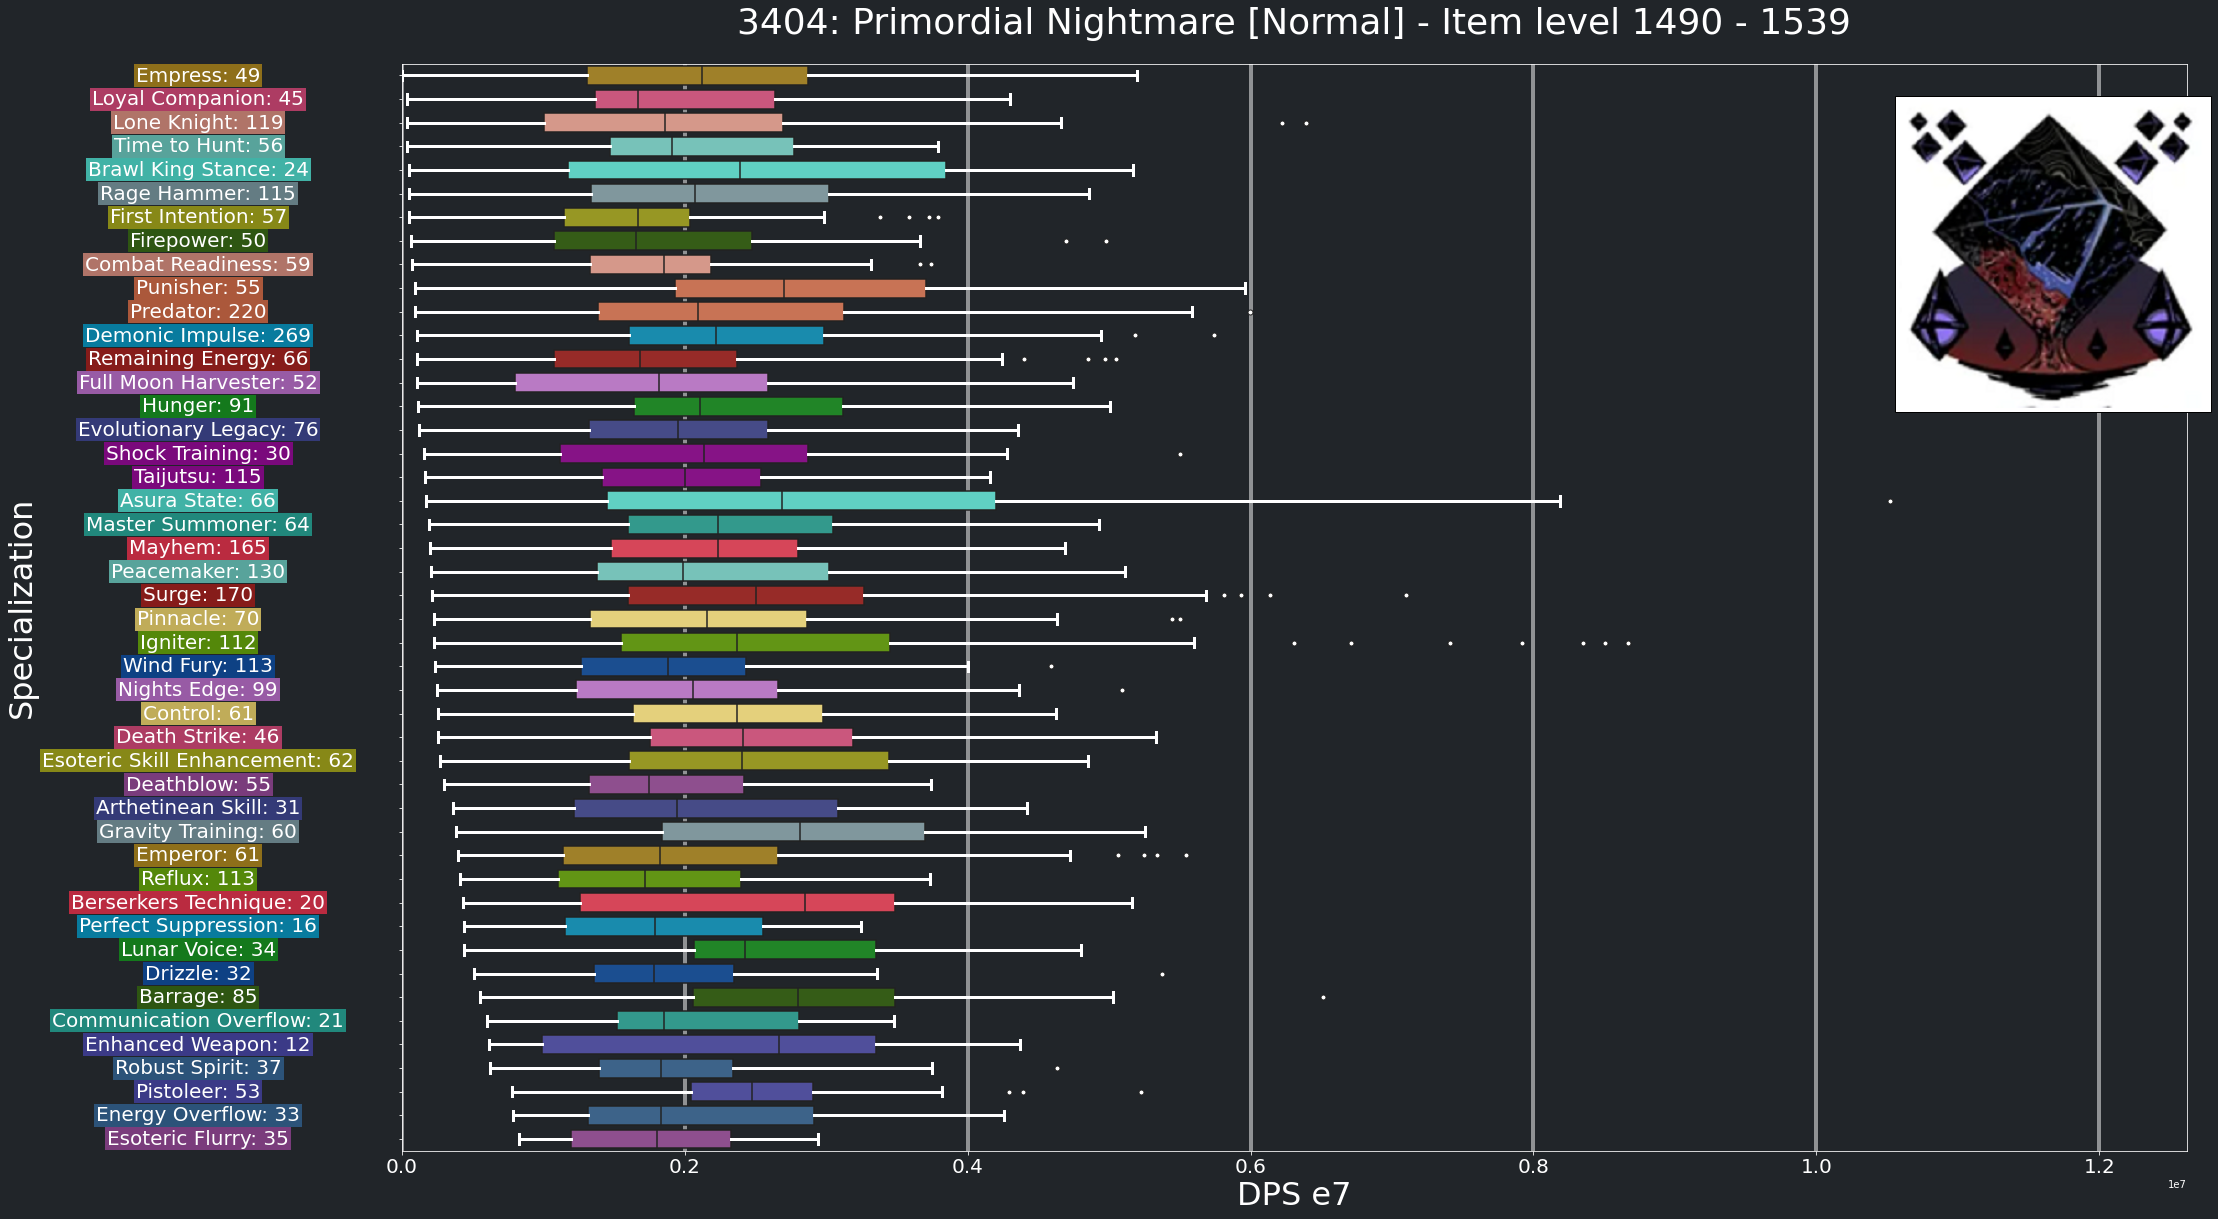 3404: Primordial Nightmare [Normal] - Item level 1490 - 1539
Specialization
Empress: 49
Loyal Companion: 45
Lone Knight: 119
Time to Hunt: 56
Brawl King Stance: 24
Rage Hammer: 115
First Intention: 57
Firepower: 50
Combat Readiness: 59
Punisher: 55
Predator: 220
Demonic Impulse: 269
Remaining Energy: 66
Full Moon Harvester: 52
Hunger: 91
Evolutionary Legacy: 76
Shock Training: 30
Taijutsu: 115
Asura State: 66
Master Summoner: 64
Mayhem: 165
Peacemaker: 130
Surge: 170
Pinnacle: 70
Igniter: 112
Wind Fury: 113
Nights Edge: 99
Control: 61
Death Strike: 46
Esoteric Skill Enhancement: 62
Deathblow: 55
Arthetinean Skill: 31
Gravity Training: 60
Emperor: 61
Reflux: 113
Berserkers Technique: 20
Perfect Suppression: 16
Lunar Voice: 34
Drizzle: 32
Barrage: 85
Communication Overflow: 21
Enhanced Weapon: 12
Robust Spirit: 37
Pistoleer: 53
Energy Overflow: 33
Esoteric Flurry: 35
0.0 0.2 0.4 0.6 0.8 1.0 1.2
1e7
DPS e7